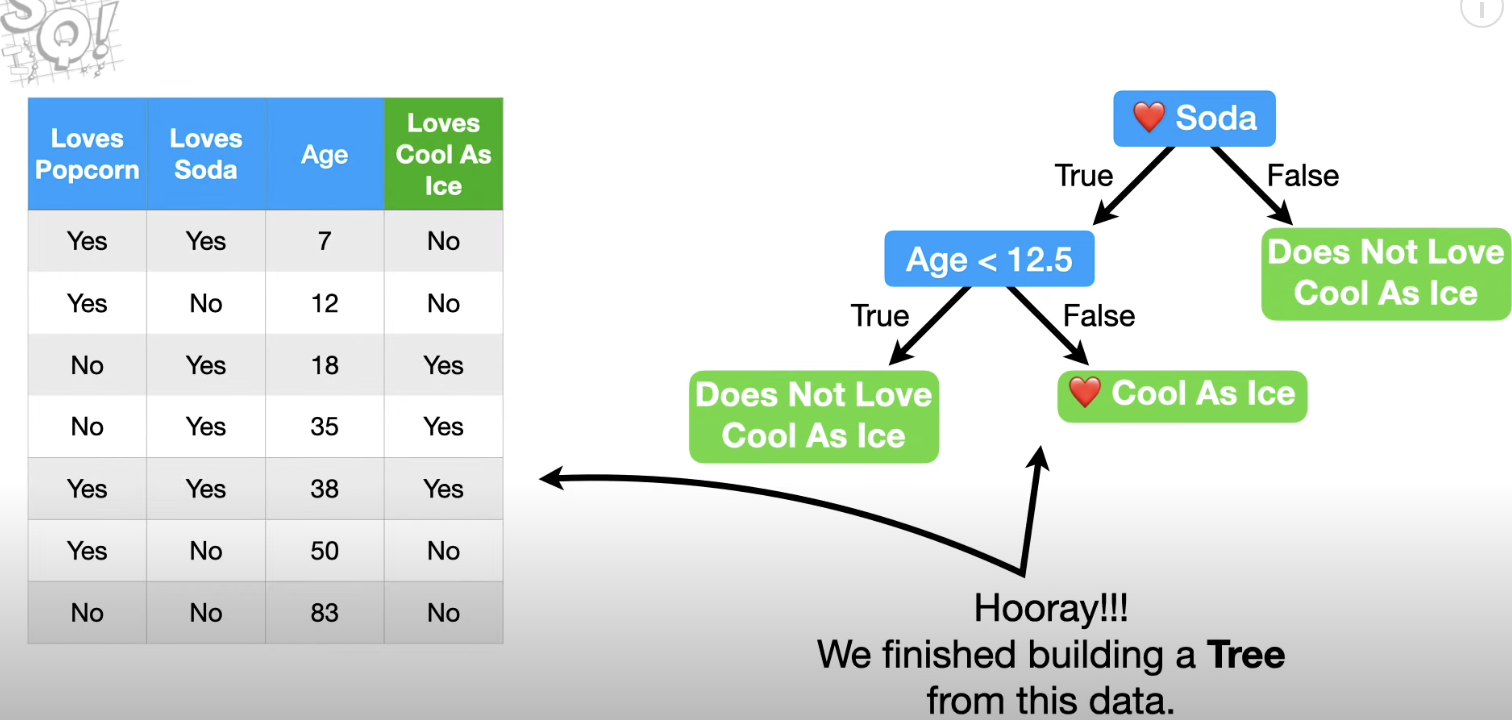 Q!
i
Loves Popcorn Loves Soda Age Loves Cool As Ice
Yes Yes 7 No
Yes No 12 No
No Yes 18 Yes
No Yes 35 Yes
Yes Yes 38 Yes
Yes No 50 No
No No 83 No
❤️ Soda
True False
Age < 12.5
Does Not Love
Cool As Ice
True False
Does Not Love
Cool As Ice
❤️ Cool As Ice
Hooray!!!
We finished building a Tree
from this data.